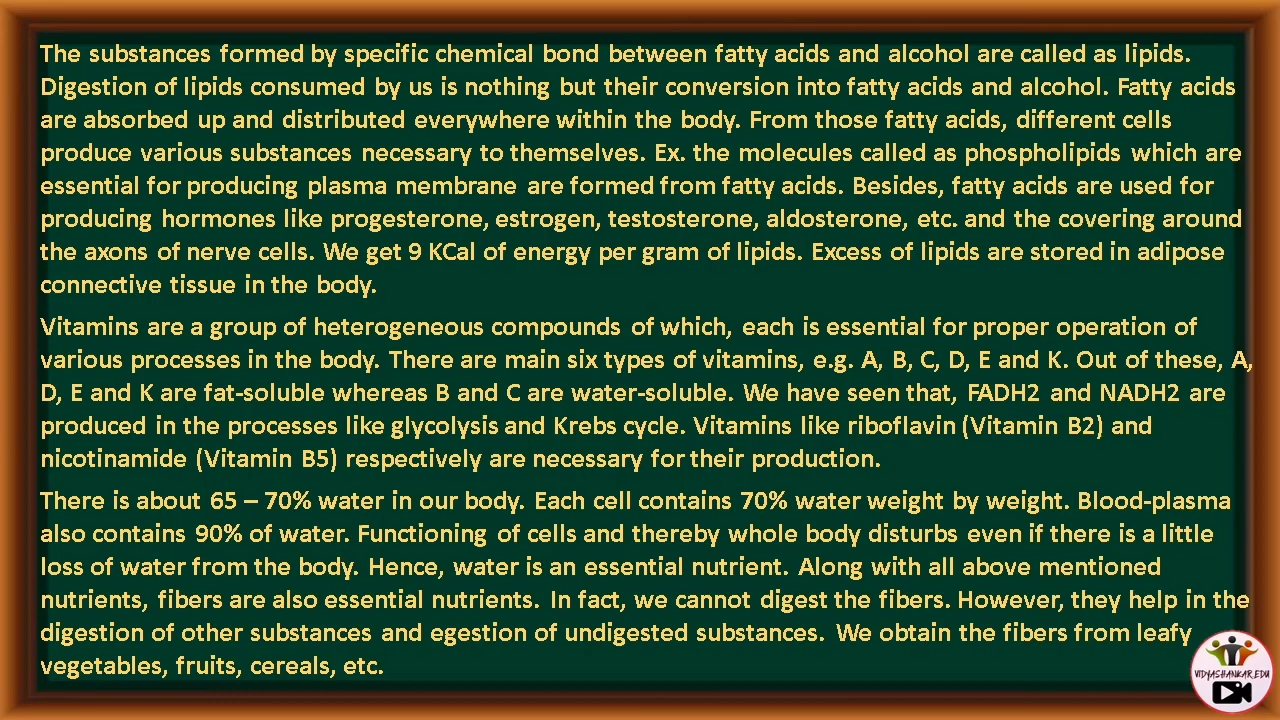 The substances formed by specific chemical bond between fatty acids and alcohol are called as lipids.
Digestion of lipids consumed by us is nothing but their conversion into fatty acids and alcohol. Fatty acids
are absorbed up and distributed everywhere within the body. From those fatty acids, different cells
produce various substances necessary to themselves. Ex. the molecules called as phospholipids which are
essential for producing plasma membrane are formed from fatty acids. Besides, fatty acids are used for
producing hormones like progesterone, estrogen, testosterone, aldosterone, etc. and the covering around
the axons of nerve cells. We get 9 KCal of energy per gram of lipids. Excess of lipids are stored in adipose
connective tissue in the body.
Vitamins are a group of heterogeneous compounds of which, each is essential for proper operation of
various processes in the body. There are main six types of vitamins, e.g. A, B, C, D, E and K. Out of these, A,
D, E and K are fat-soluble whereas B and C are water-soluble. We have seen that, FADH2 and NADH2 are
produced in the processes like glycolysis and Krebs cycle. Vitamins like riboflavin (Vitamin B2) and
nicotinamide (Vitamin B5) respectively are necessary for their production.
There is about 65 – 70% water in our body. Each cell contains 70% water weight by weight. Blood-plasma
also contains 90% of water. Functioning of cells and thereby whole body disturbs even if there is a little
loss of water from the body. Hence, water is an essential nutrient. Along with all above mentioned
nutrients, fibers are also essential nutrients. In fact, we cannot digest the fibers. However, they help in the
digestion of other substances and egestion of undigested substances. We obtain the fibers from leafy
vegetables, fruits, cereals, etc.
VIDYASHANKAR.EDU